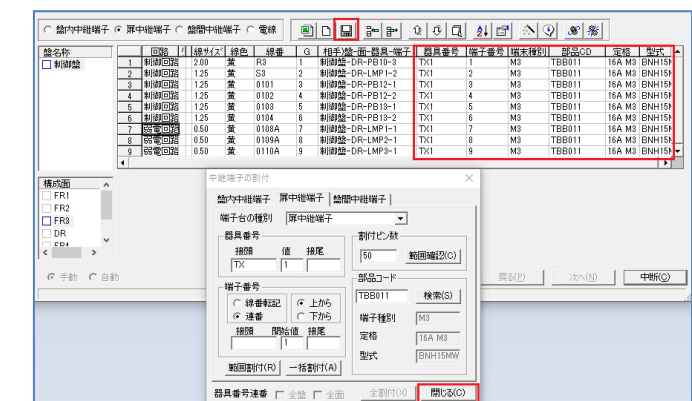 盤内中継端子 扉中継端子 盤間中継端子 電線
盤名称
制御盤
回路 線サイズ 線色 線番 G 相手)盤-面-器具-端子 器具番号 端子番号 端末種別 部品CD 定格 型式
1 制御回路 2.00 黄 R3 1 制御盤-DR-PB10-3 TX1 1 M3 TBB011 16A M3 BNH15M
2 制御回路 1.25 黄 S3 2 制御盤-DR-LMP1-2 TX1 2 M3 TBB011 16A M3 BNH15M
3 制御回路 1.25 黄 0101 3 制御盤-DR-PB12-1 TX1 3 M3 TBB011 16A M3 BNH15M
4 制御回路 1.25 黄 0102 4 制御盤-DR-PB12-2 TX1 4 M3 TBB011 16A M3 BNH15M
5 制御回路 1.25 黄 0103 5 制御盤-DR-PB13-1 TX1 5 M3 TBB011 16A M3 BNH15M
6 制御回路 1.25 黄 0104 6 制御盤-DR-PB13-2 TX1 6 M3 TBB011 16A M3 BNH15M
7 弱電回路 0.50 黄 0108A 7 制御盤-DR-LMP1-1 TX1 7 M3 TBB011 16A M3 BNH15M
8 弱電回路 0.50 黄 0109A 8 制御盤-DR-LMP2-1 TX1 8 M3 TBB011 16A M3 BNH15M
9 弱電回路 0.50 黄 0110A 9 制御盤-DR-LMP3-1 TX1 9 M3 TBB011 16A M3 BNH15M
構成面
FR1
FR2
FR3
DR
FR4
手動 自動
戻る(P) 次へ(N) 中断(C)
中継端子の割付
盤内中継端子 扉中継端子 盤間中継端子
端子台の種別 扉中継端子
器具番号
接頭 値 接尾
TX 1
割付ピン数
50 範囲確認(C)
端子番号
線番転記 上から
連番 下から
接頭 開始値 接尾
1
範囲割付(R) 一括割付(A)
部品コード
TBB011 検索(S)
端子種別 M3
定格 16A M3
型式 BNH15MW
器具番号連番 全盤 全面 全割付(X) 閉じる(C)